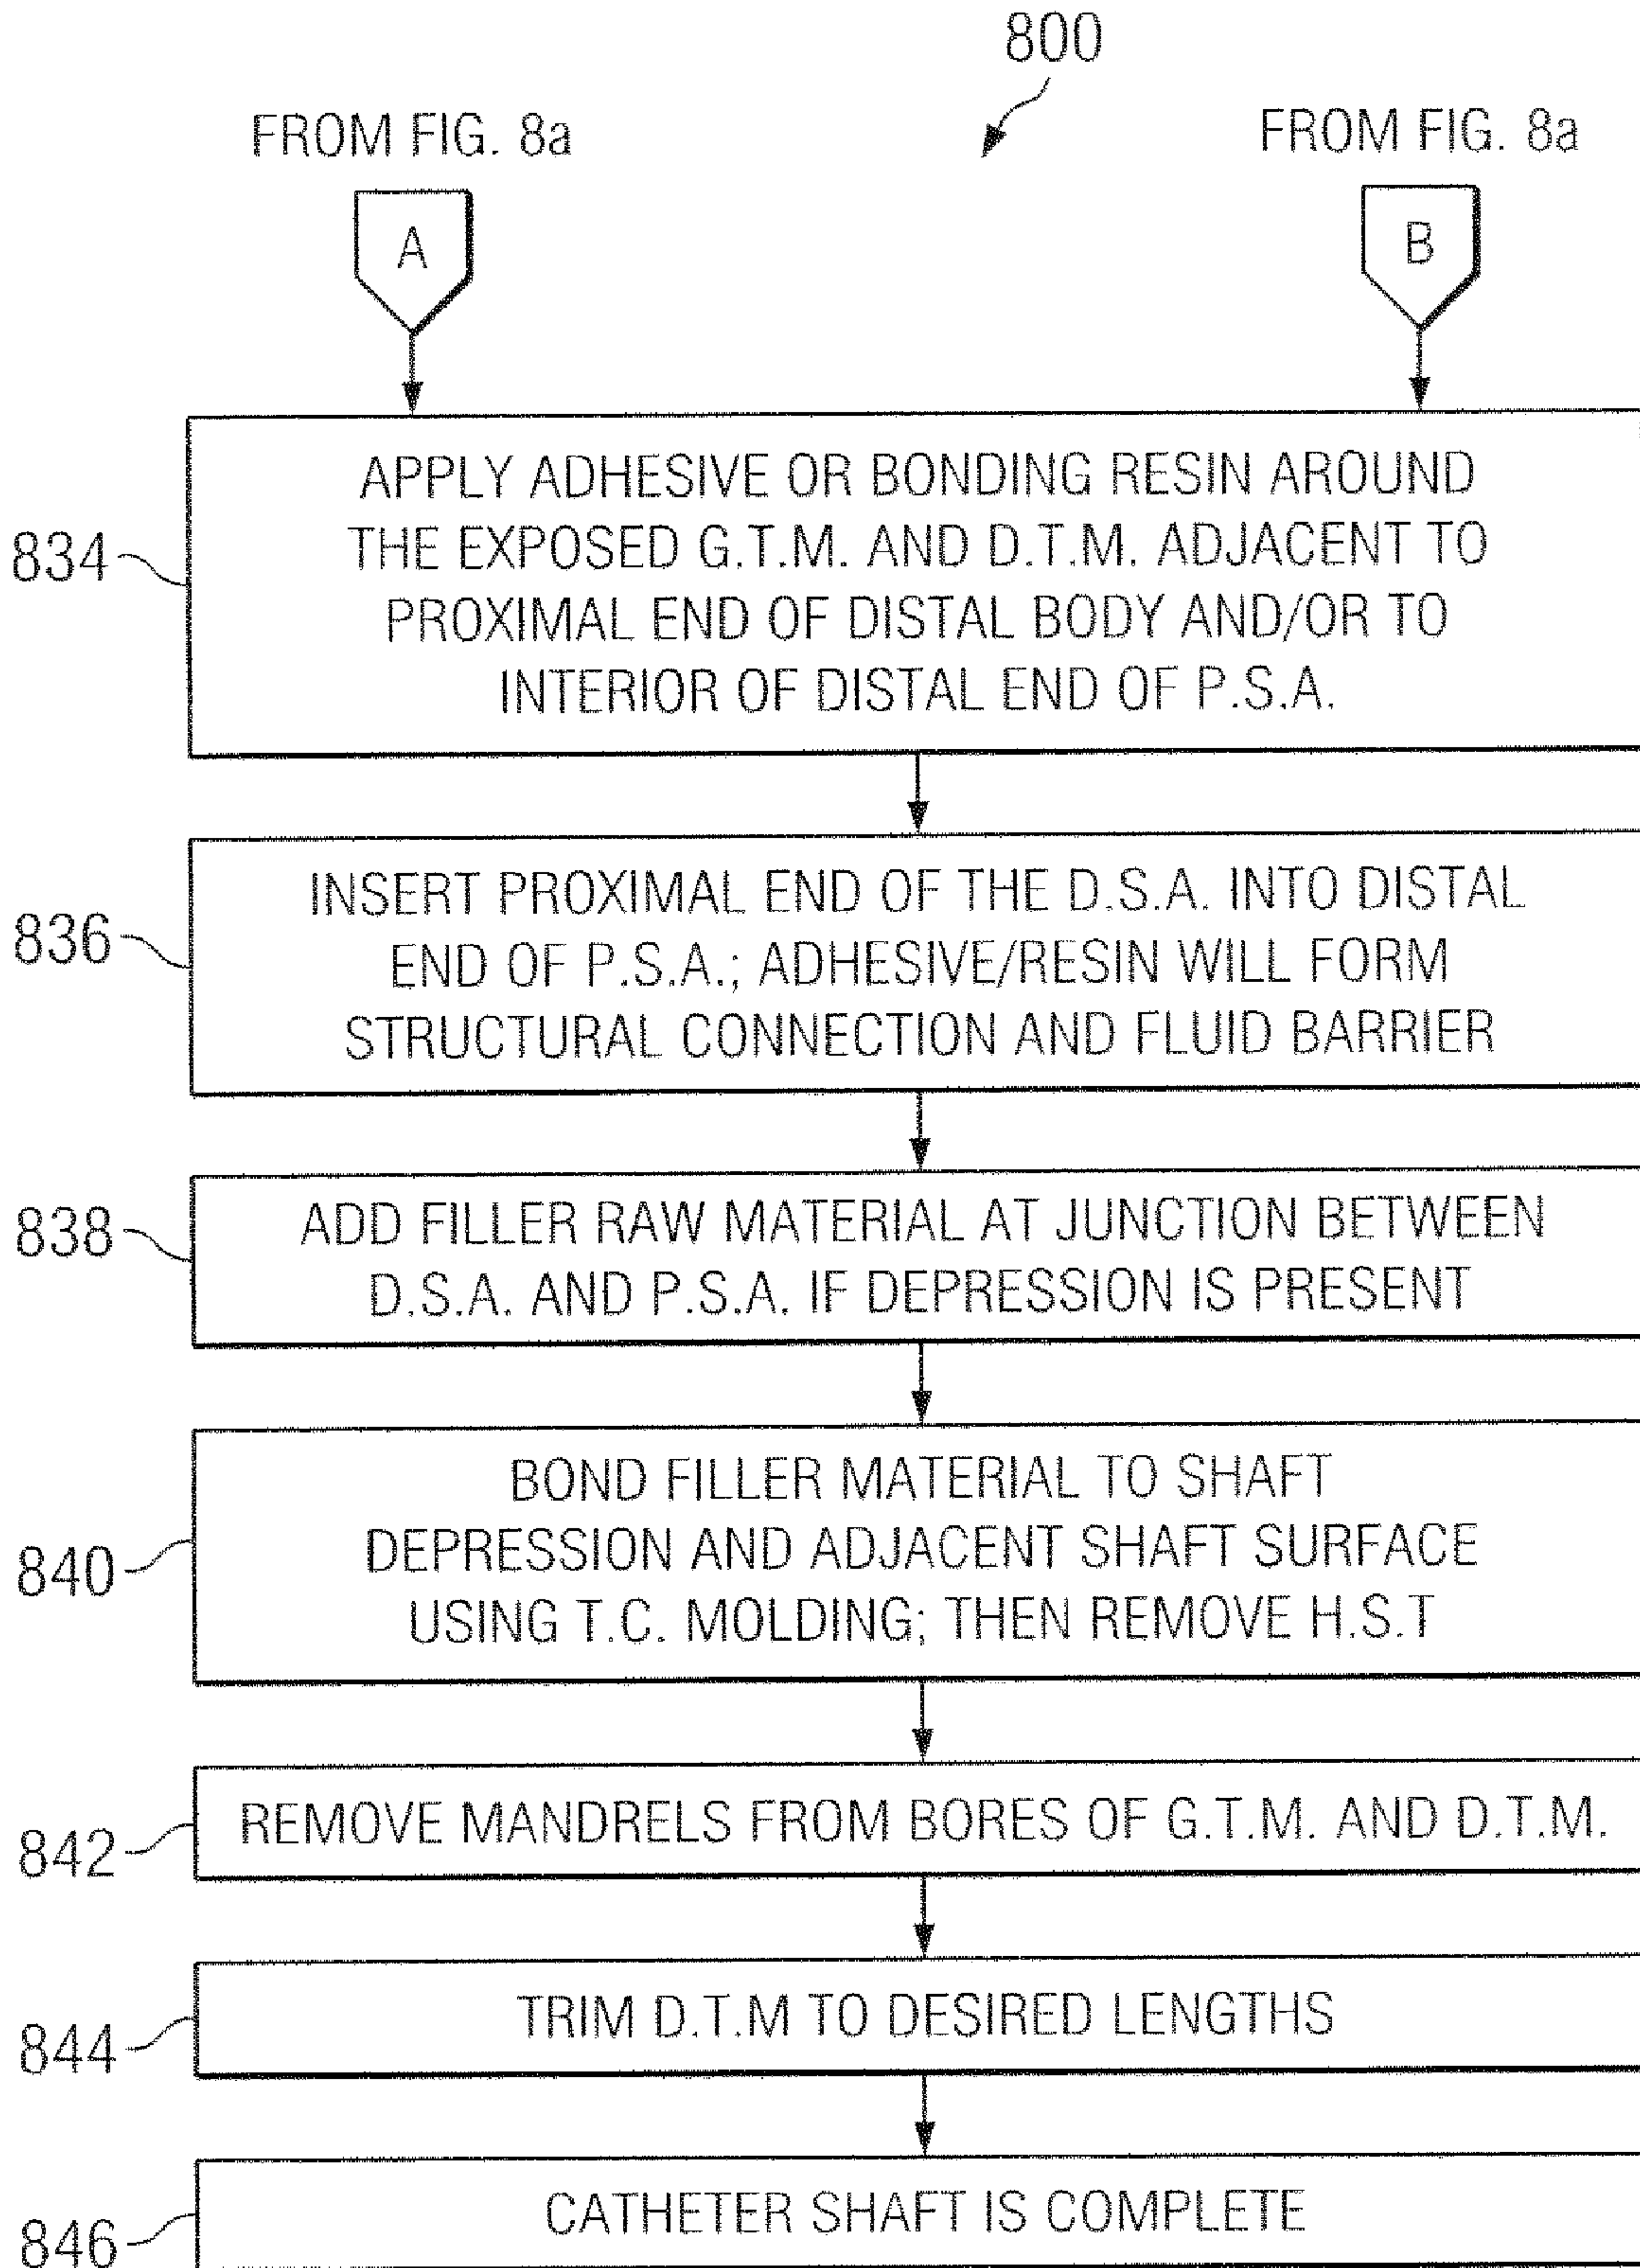 800
FROM FIG. 8a
FROM FIG. 8a
A
B
834
APPLY ADHESIVE OR BONDING RESIN AROUND
THE EXPOSED G.T.M. AND D.T.M. ADJACENT TO
PROXIMAL END OF DISTAL BODY AND/OR TO
INTERIOR OF DISTAL END OF P.S.A.
836
INSERT PROXIMAL END OF THE D.S.A. INTO DISTAL
END OF P.S.A.; ADHESIVE/RESIN WILL FORM
STRUCTURAL CONNECTION AND FLUID BARRIER
838
ADD FILLER RAW MATERIAL AT JUNCTION BETWEEN
D.S.A. AND P.S.A. IF DEPRESSION IS PRESENT
840
BOND FILLER MATERIAL TO SHAFT
DEPRESSION AND ADJACENT SHAFT SURFACE
USING T.C. MOLDING; THEN REMOVE H.S.T
842
REMOVE MANDRELS FROM BORES OF G.T.M. AND D.T.M.
844
TRIM D.T.M TO DESIRED LENGTHS
846
CATHETER SHAFT IS COMPLETE